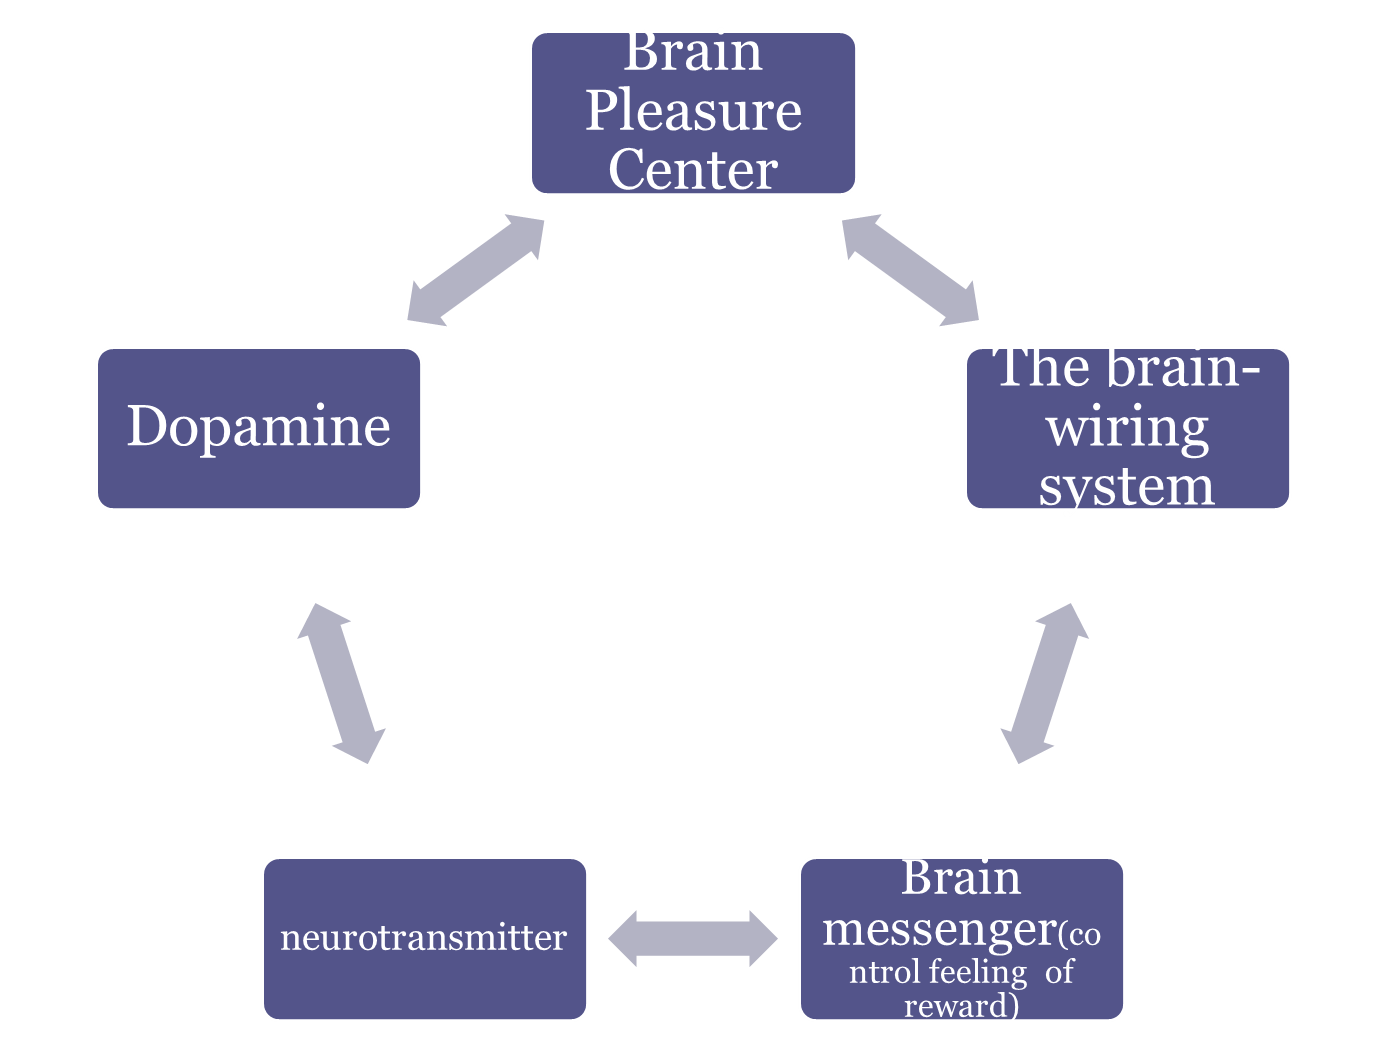 Brain
Pleasure
Center
Dopamine
The brain-
wiring
system
neurotransmitter
Brain
messenger(co
ntrol feeling  of
reward)